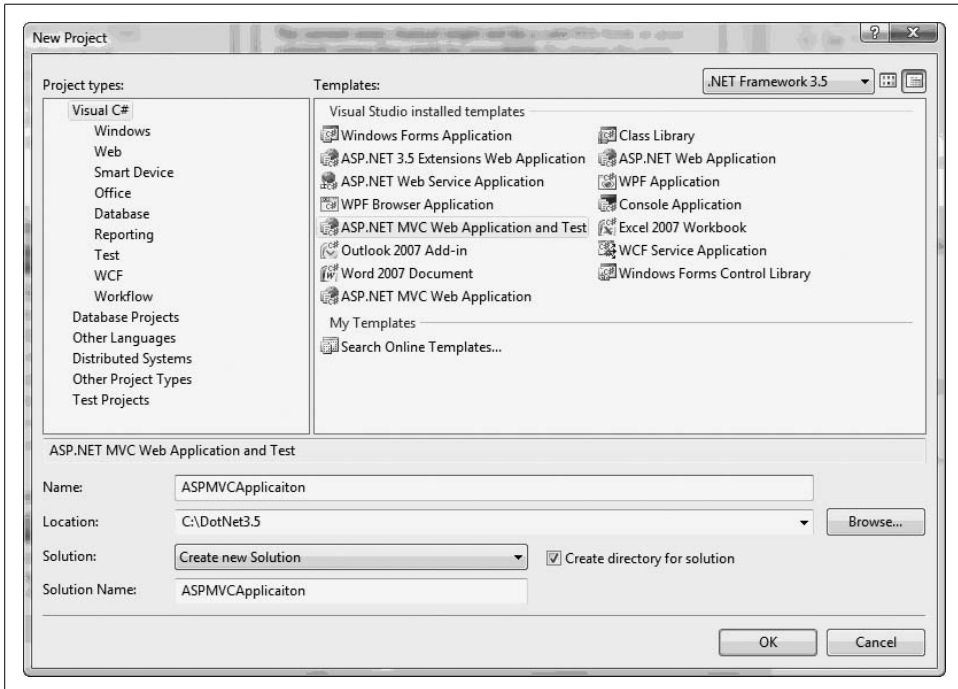 New Project
Project types:
Templates:
.NET Framework 3.5
Visual C#
Windows
Web
Smart Device
Office
Database
Reporting
Test
WCF
Workflow
Database Projects
Other Languages
Distributed Systems
Other Project Types
Test Projects
Visual Studio installed templates
Windows Forms Application
Class Library
ASP.NET 3.5 Extensions Web Application
ASP.NET Web Application
ASP.NET Web Service Application
WPF Application
WPF Browser Application
Console Application
ASP.NET MVC Web Application and Test
Excel 2007 Workbook
Outlook 2007 Add-in
WCF Service Application
Word 2007 Document
Windows Forms Control Library
ASP.NET MVC Web Application
My Templates
Search Online Templates...
ASP.NET MVC Web Application and Test
Name:
ASPMVCApplicaiton
Location:
C:\DotNet3.5
Browse...
Solution:
Create new Solution
Create directory for solution
Solution Name:
ASPMVCApplicaiton
OK
Cancel